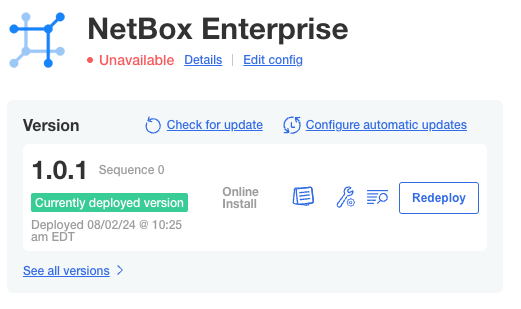 NetBox Enterprise
Unavailable Details Edit config
Version Check for update Configure automatic updates
1.0.1 Sequence 0
Currently deployed version
Deployed 08/02/24 @ 10:25
am EDT
Online
Install
Redeploy
See all versions